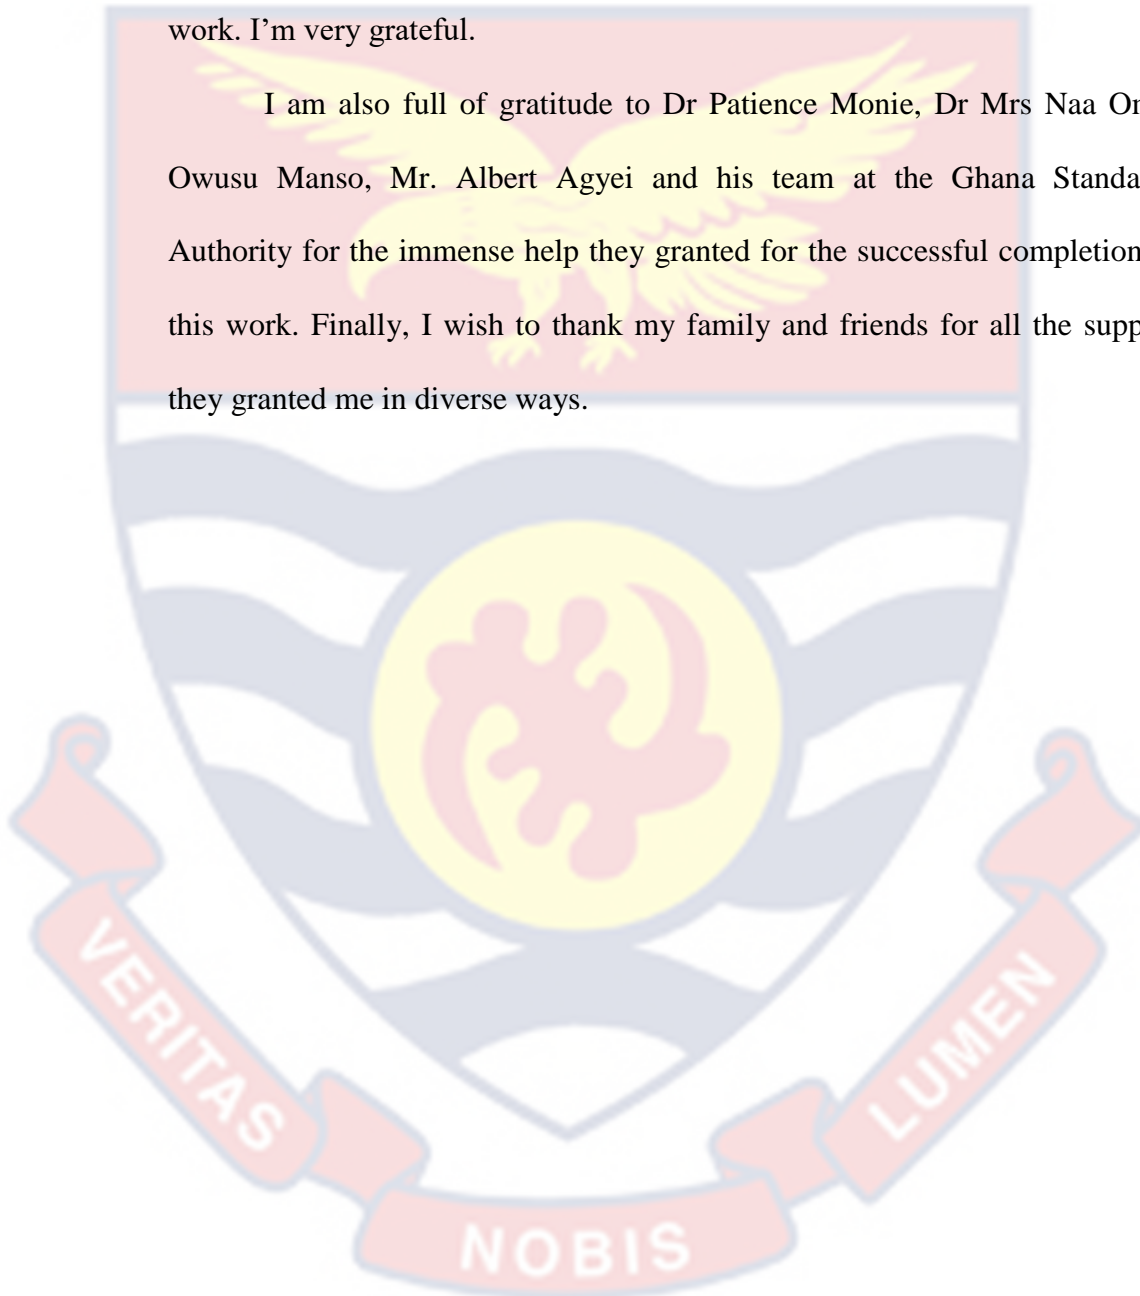 work. I’m very grateful.
I am also full of gratitude to Dr Patience Monie, Dr Mrs Naa
Owusu Manso, Mr. Albert Agyei and his team at the Ghana
Authority for the immense help they granted for the successful completion
this work. Finally, I wish to thank my family and friends for all the
they granted me in diverse ways.
VERITAS
NOBIS
LUMEN